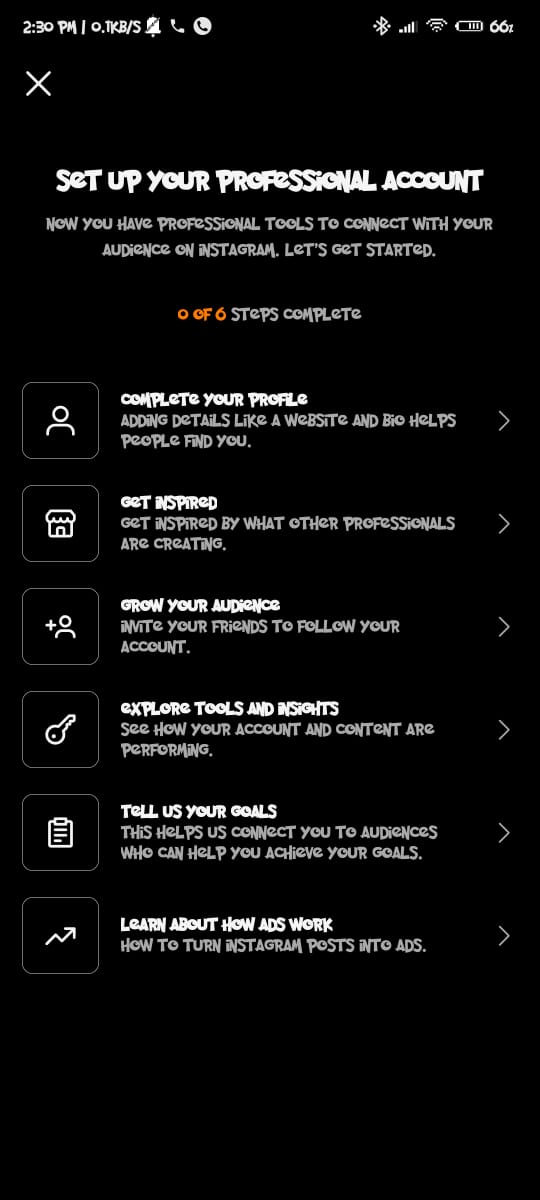 2:30 PM | 0.1KB/S 66%
SET UP YOUR PROFESSIONAL ACCOUNT
NOW YOU HAVE PROFESSIONAL TOOLS TO CONNECT WITH YOUR
AUDIENCE ON INSTAGRAM. LET'S GET STARTED.
0 OF 6 STEPS COMPLETE
COMPLETE YOUR PROFILE
ADDING DETAILS LIKE A WEBSITE AND BIO HELPS
PEOPLE FIND YOU.
GET INSPIRED
GET INSPIRED BY WHAT OTHER PROFESSIONALS
ARE CREATING.
GROW YOUR AUDIENCE
INVITE YOUR FRIENDS TO FOLLOW YOUR
ACCOUNT.
EXPLORE TOOLS AND INSIGHTS
SEE HOW YOUR ACCOUNT AND CONTENT ARE
PERFORMING.
TELL US YOUR GOALS
THIS HELPS US CONNECT YOU TO AUDIENCES
WHO CAN HELP YOU ACHIEVE YOUR GOALS.
LEARN ABOUT HOW ADS WORK
HOW TO TURN INSTAGRAM POSTS INTO ADS.